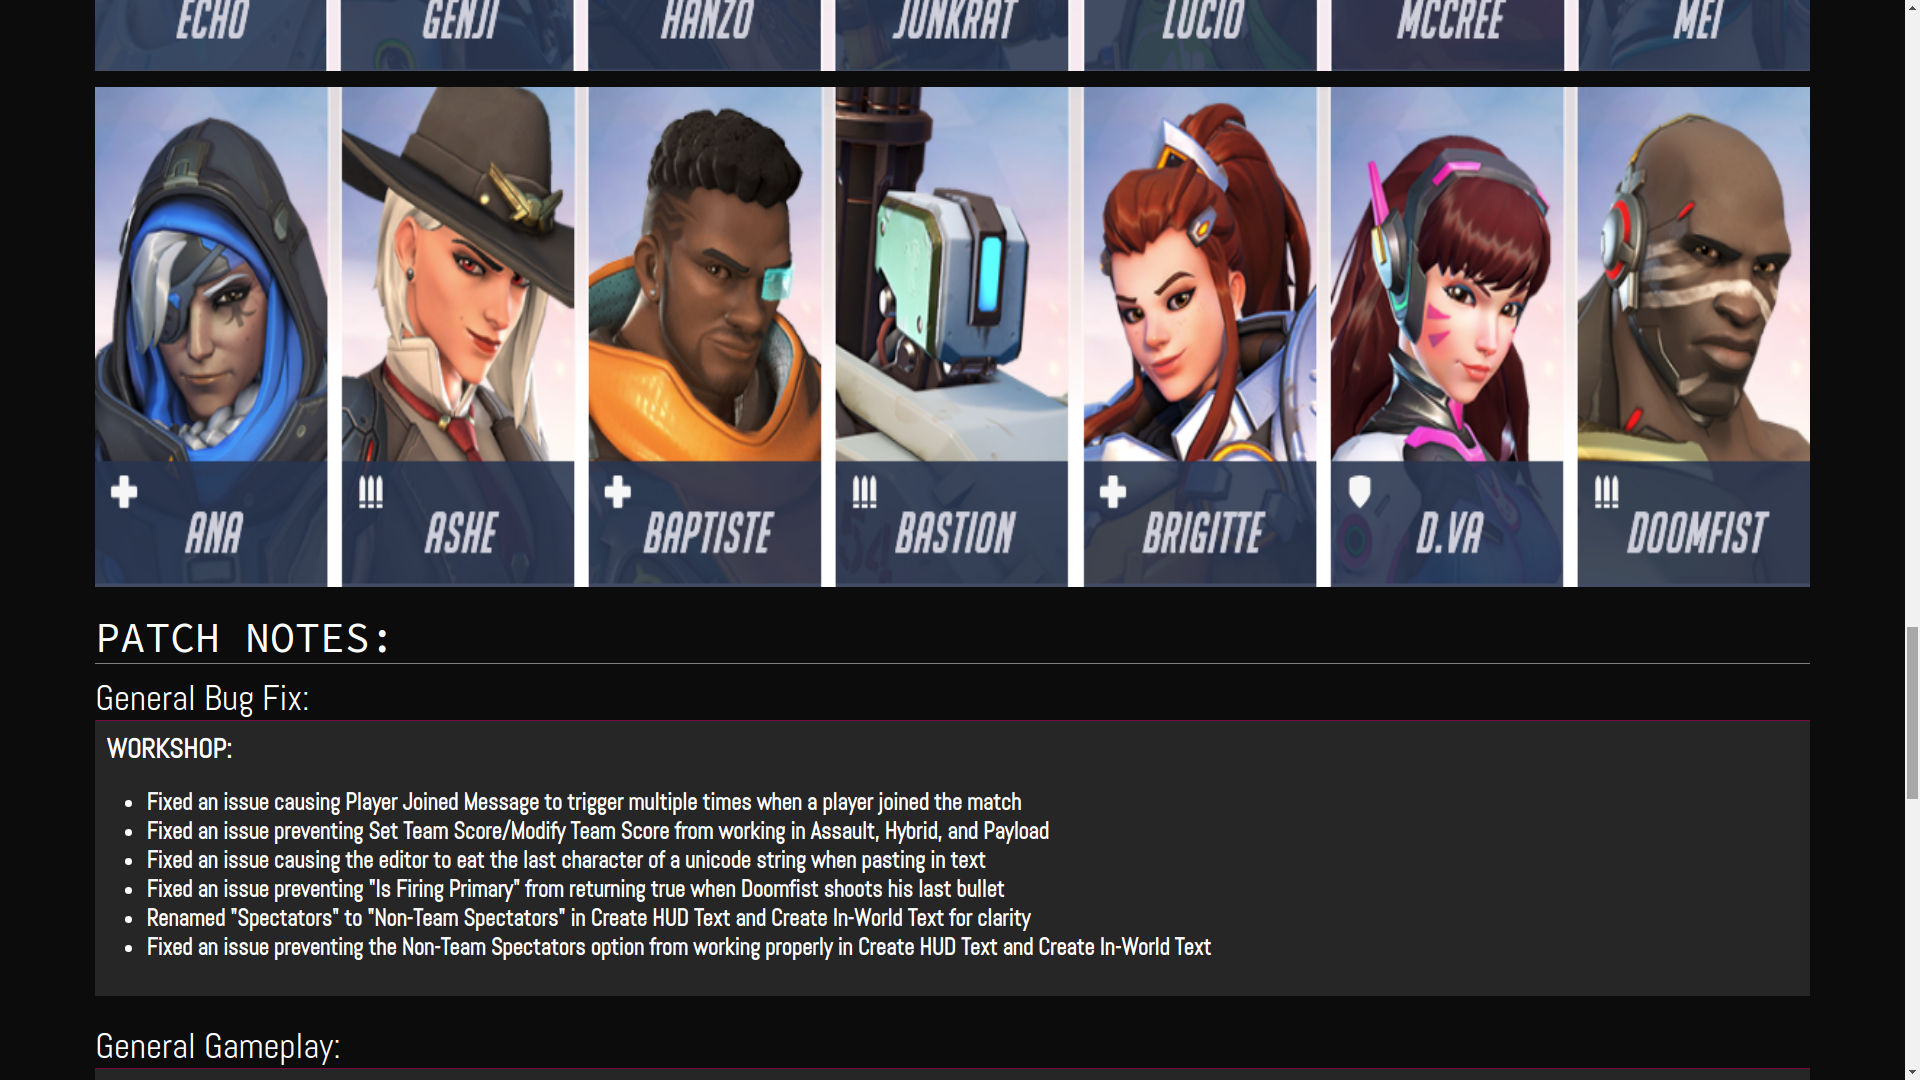 ECHO GENJI HANZO JUNKRAT LÚCIO MCCREE MEI
ANA ASHE BAPTISTE BASTION BRIGITTE D.VA DOOMFIST
PATCH NOTES:
General Bug Fix:
WORKSHOP:
• Fixed an issue causing Player Joined Message to trigger multiple times when a player joined the match
• Fixed an issue preventing Set Team Score/Modify Team Score from working in Assault, Hybrid, and Payload
• Fixed an issue causing the editor to eat the last character of a unicode string when pasting in text
• Fixed an issue preventing "Is Firing Primary" from returning true when Doomfist shoots his last bullet
• Renamed "Spectators" to "Non-Team Spectators" in Create HUD Text and Create In-World Text for clarity
• Fixed an issue preventing the Non-Team Spectators option from working properly in Create HUD Text and Create In-World Text
General Gameplay: